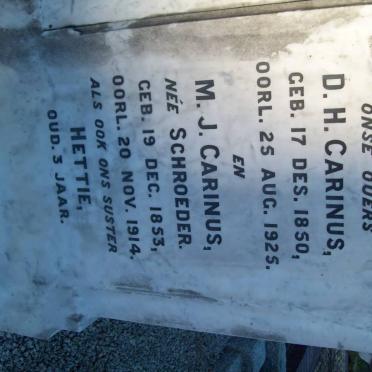 ONSE OUDERS
D. H. CARINUS,
GEB. 17 DES. 1850,
OORL. 25 AUG. 1925.
EN
M. J. CARINUS,
NÉE SCHROEDER.
GEB. 19 DEC. 1853,
OORL. 20 NOV. 1914.
ALS OOK ONS SUSTER
HETTIE,
OUD. 3 JAAR.